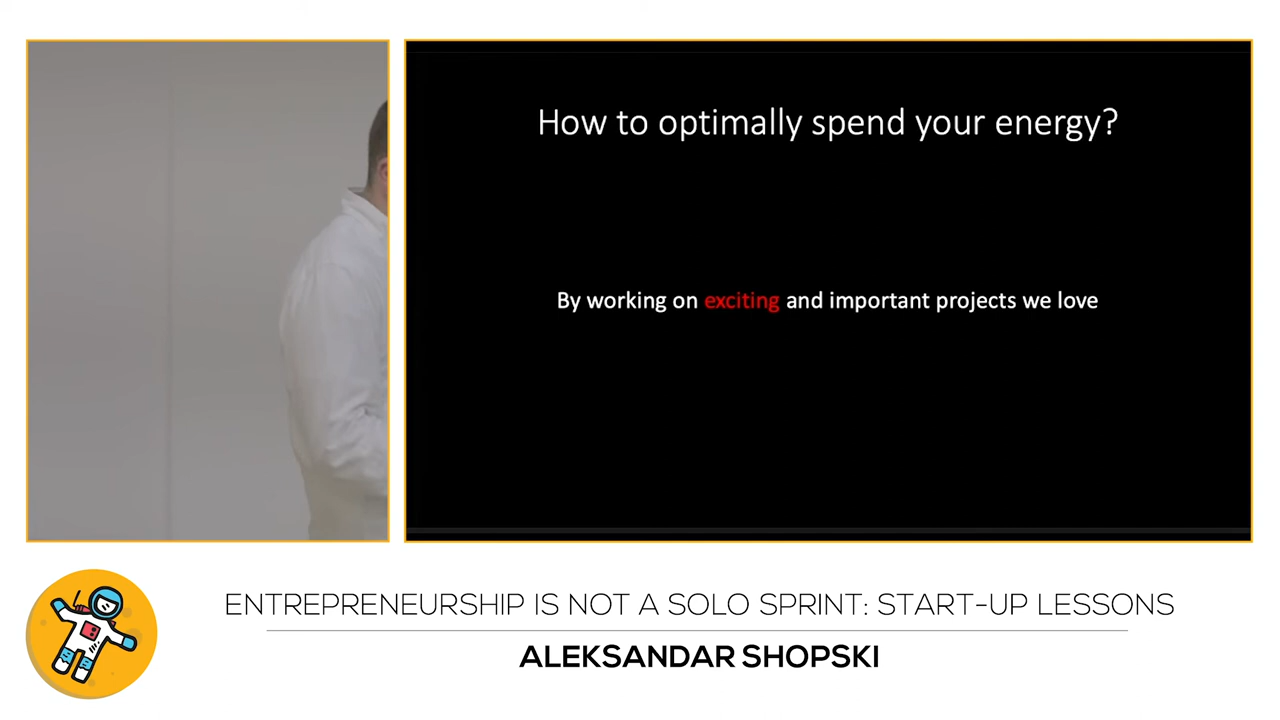 How to optimally spend your energy?
By working on exciting and important projects we love
ENTREPRENEURSHIP IS NOT A SOLO SPRINT: START-UP LESSONS
ALEKSANDAR SHOPSKI